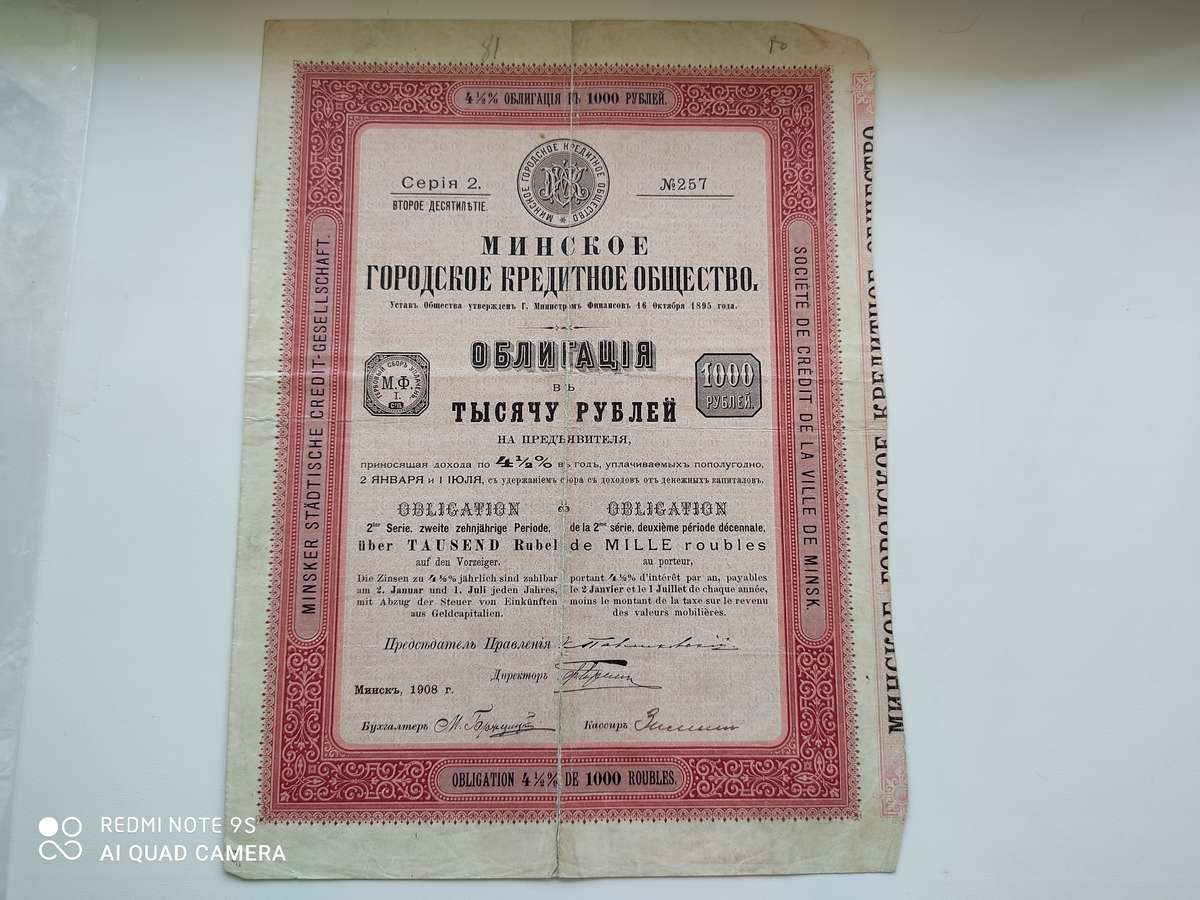 81
80
4½% ОБЛИГАЦІЯ ВЪ 1000 РУБЛЕЙ.
МИНСКОЕ ГОРОДСКОЕ КРЕДИТНОЕ ОБЩЕСТВО
Серія 2.
№257
ВТОРОЕ ДЕСЯТИЛѢТІЕ.
МИНСКОЕ
ГОРОДСКОЕ КРЕДИТНОЕ ОБЩЕСТВО.
Уставъ Общества утвержденъ Г. Министромъ Финансовъ 16 Октября 1895 года.
ОБЛИГАЦІЯ
ВЪ
ТЫСЯЧУ РУБЛЕЙ
НА ПРЕДЪЯВИТЕЛЯ,
ГЕРБОВЫЙ СБОРЪ УПЛАЧЕНЪ.
М.Ф.
I.
1000
РУБЛЕЙ.
приносящая дохода по 4½% въ годъ, уплачиваемыхъ пополугодно,
2 ЯНВАРЯ и 1 ІЮЛЯ, съ удержаніемъ сбора съ доходовъ отъ денежныхъ капиталовъ.
OBLIGATION
2ter Serie, zweite zehnjährige Periode,
über TAUSEND Rubel
auf den Vorzeiger.
Die Zinsen zu 4½% jährlich sind zahlbar
am 2. Januar und 1. Juli jeden Jahres,
mit Abzug der Steuer von Einkünften
aus Geldcapitalien.
OBLIGATION
de la 2me série, deuxième période décennale,
de MILLE roubles
au porteur,
portant 4½% d'intérêt par an, payables
le 2 Janvier et le 1 Juillet de chaque année,
moins le montant de la taxe sur le revenu
des valeurs mobilières.
Предсѣдатель Правленія
Директоръ
Минскъ, 1908 г.
Бухгалтеръ
Кассиръ
OBLIGATION 4½% DE 1000 ROUBLES.
MINSKER STÄDTISCHE CREDIT-GESELLSCHAFT.
SOCIÉTÉ DE CRÉDIT DE LA VILLE DE MINSK.
МИНСКОЕ ГОРОДСКОЕ КРЕДИТНОЕ ОБЩЕСТВО
REDMI NOTE 9S
AI QUAD CAMERA